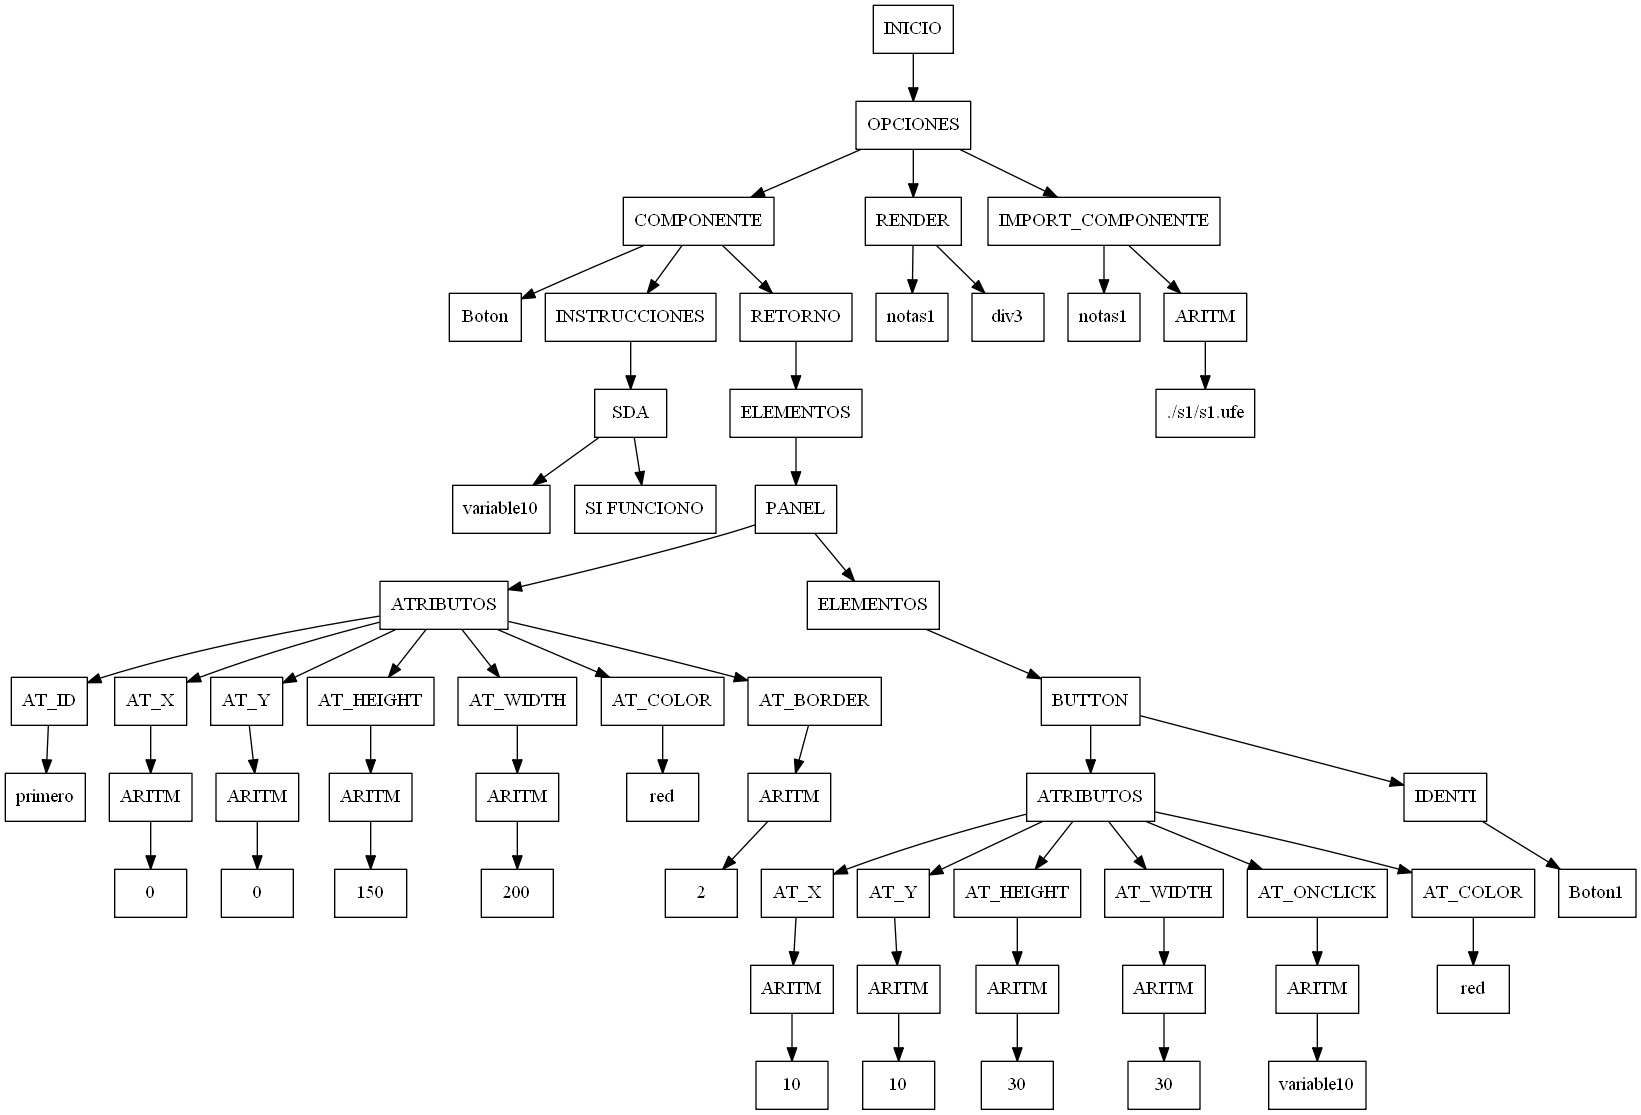 INICIO
OPCIONES
COMPONENTE
RENDER
IMPORT_COMPONENTE
Boton
INSTRUCCIONES
RETORNO
notas1
div3
notas1
ARITM
SDA
ELEMENTOS
./s1/s1.ufe
variable10
SI FUNCIONO
PANEL
ATRIBUTOS
ELEMENTOS
AT_ID
AT_X
AT_Y
AT_HEIGHT
AT_WIDTH
AT_COLOR
AT_BORDER
BUTTON
primero
ARITM
ARITM
ARITM
ARITM
red
ARITM
ATRIBUTOS
IDENTI
0
0
150
200
2
AT_X
AT_Y
AT_HEIGHT
AT_WIDTH
AT_ONCLICK
AT_COLOR
Boton1
ARITM
ARITM
ARITM
ARITM
ARITM
red
10
10
30
30
variable10